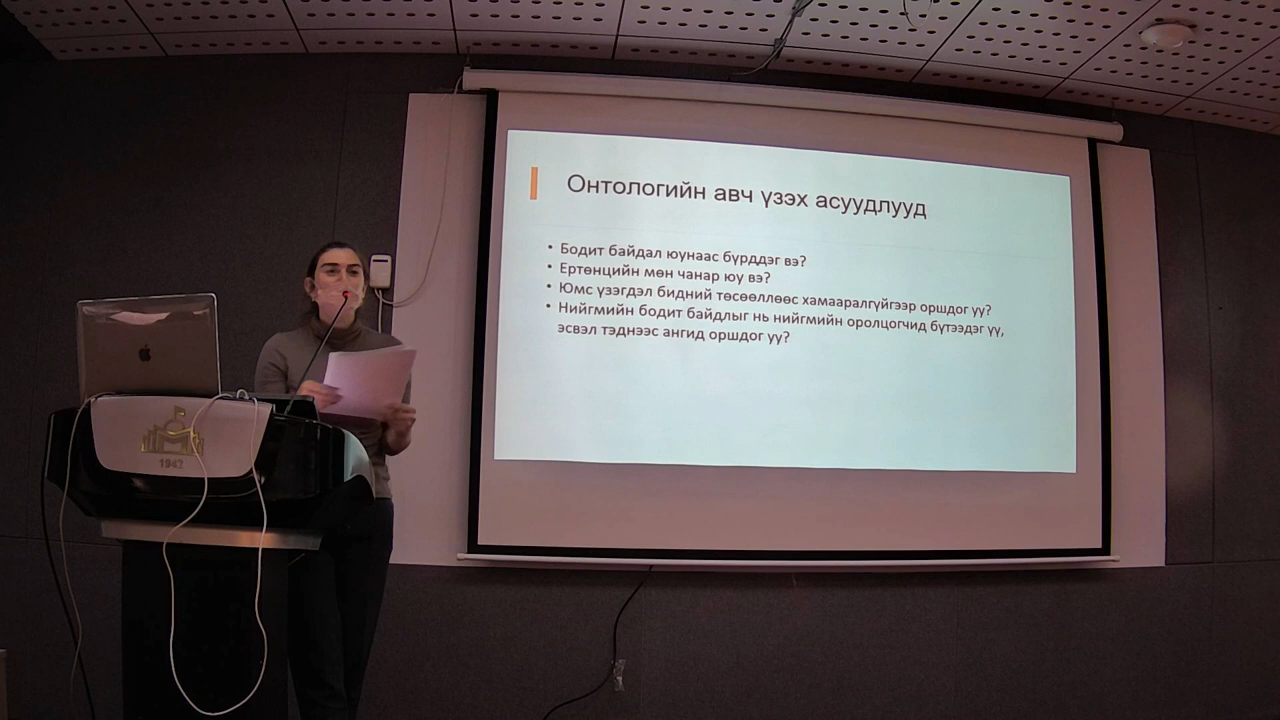 Онтологийн авч үзэх асуудлууд
• Бодит байдал юунаас бүрддэг вэ?
• Ертөнцийн мөн чанар юу вэ?
• Юмс үзэгдэл бидний төсөөллөөс хамааралгүйгээр оршдог уу?
• Нийгмийн бодит байдлыг нь нийгмийн оролцогчид бүтээдэг үү,
эсвэл тэднээс ангид оршдог уу?
1942